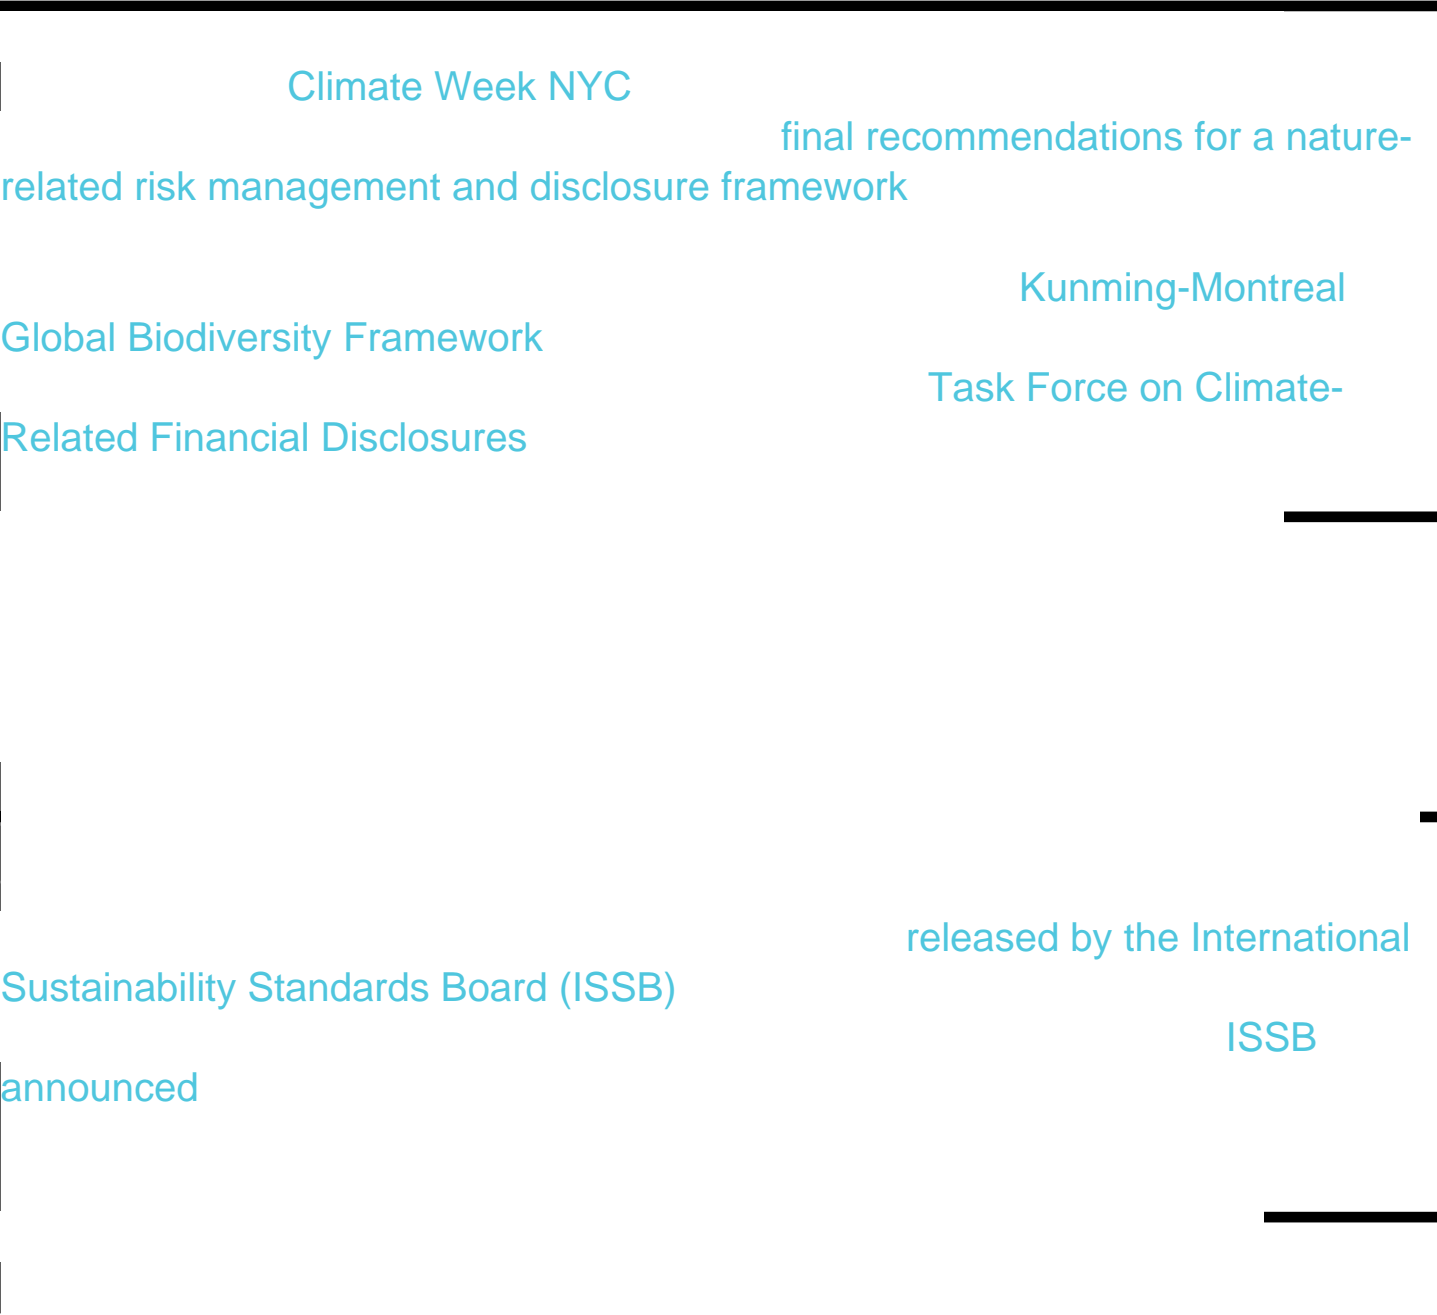 Climate Week NYC
final recommendations for a nature-
related risk management and disclosure framework
Kunming-Montreal
Global Biodiversity Framework
Task Force on Climate-
Related Financial Disclosures
released by the International
Sustainability Standards Board (ISSB)
ISSB
announced